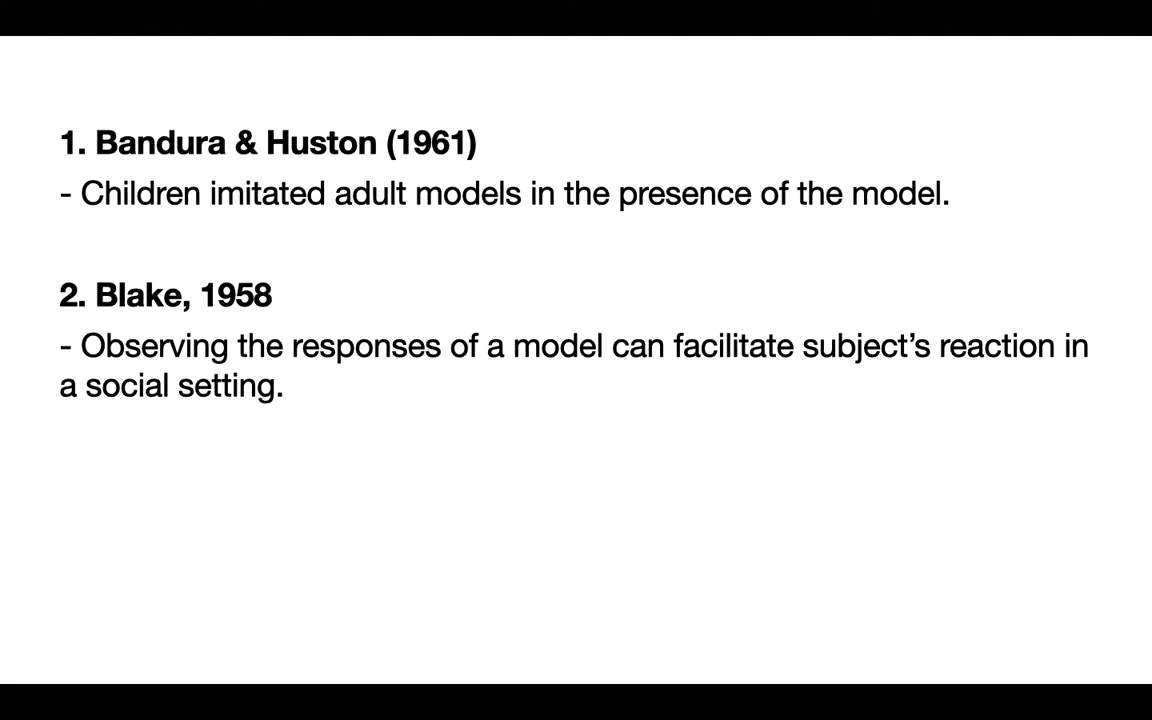 1. Bandura & Huston (1961)
- Children imitated adult models in the presence of the model.
2. Blake, 1958
- Observing the responses of a model can facilitate subject’s reaction in
a social setting.